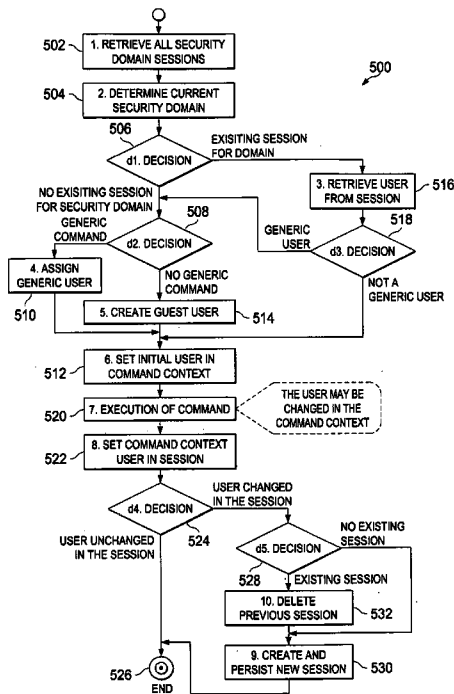 502
1. RETRIEVE ALL SECURITY
DOMAIN SESSIONS
500
504
2. DETERMINE CURRENT
SECURITY DOMAIN
506
d1. DECISION
EXISITING SESSION
FOR DOMAIN
3. RETRIEVE USER
FROM SESSION
516
NO EXISITING SESSION
FOR SECURITY DOMAIN
508
518
GENERIC
COMMAND
d2. DECISION
GENERIC
USER
d3. DECISION
4. ASSIGN
GENERIC USER
510
NO GENERIC
COMMAND
NOT A
GENERIC USER
5. CREATE GUEST USER
514
512
6. SET INITIAL USER IN
COMMAND CONTEXT
520
7. EXECUTION OF COMMAND
THE USER MAY BE
CHANGED IN THE
COMMAND CONTEXT
522
8. SET COMMAND CONTEXT
USER IN SESSION
d4. DECISION
524
USER CHANGED
IN THE SESSION
USER UNCHANGED
IN THE SESSION
d5. DECISION
528
NO EXISTING
SESSION
EXISTING SESSION
10. DELETE
PREVIOUS SESSION
532
9. CREATE AND
PERSIST NEW SESSION
530
526
END